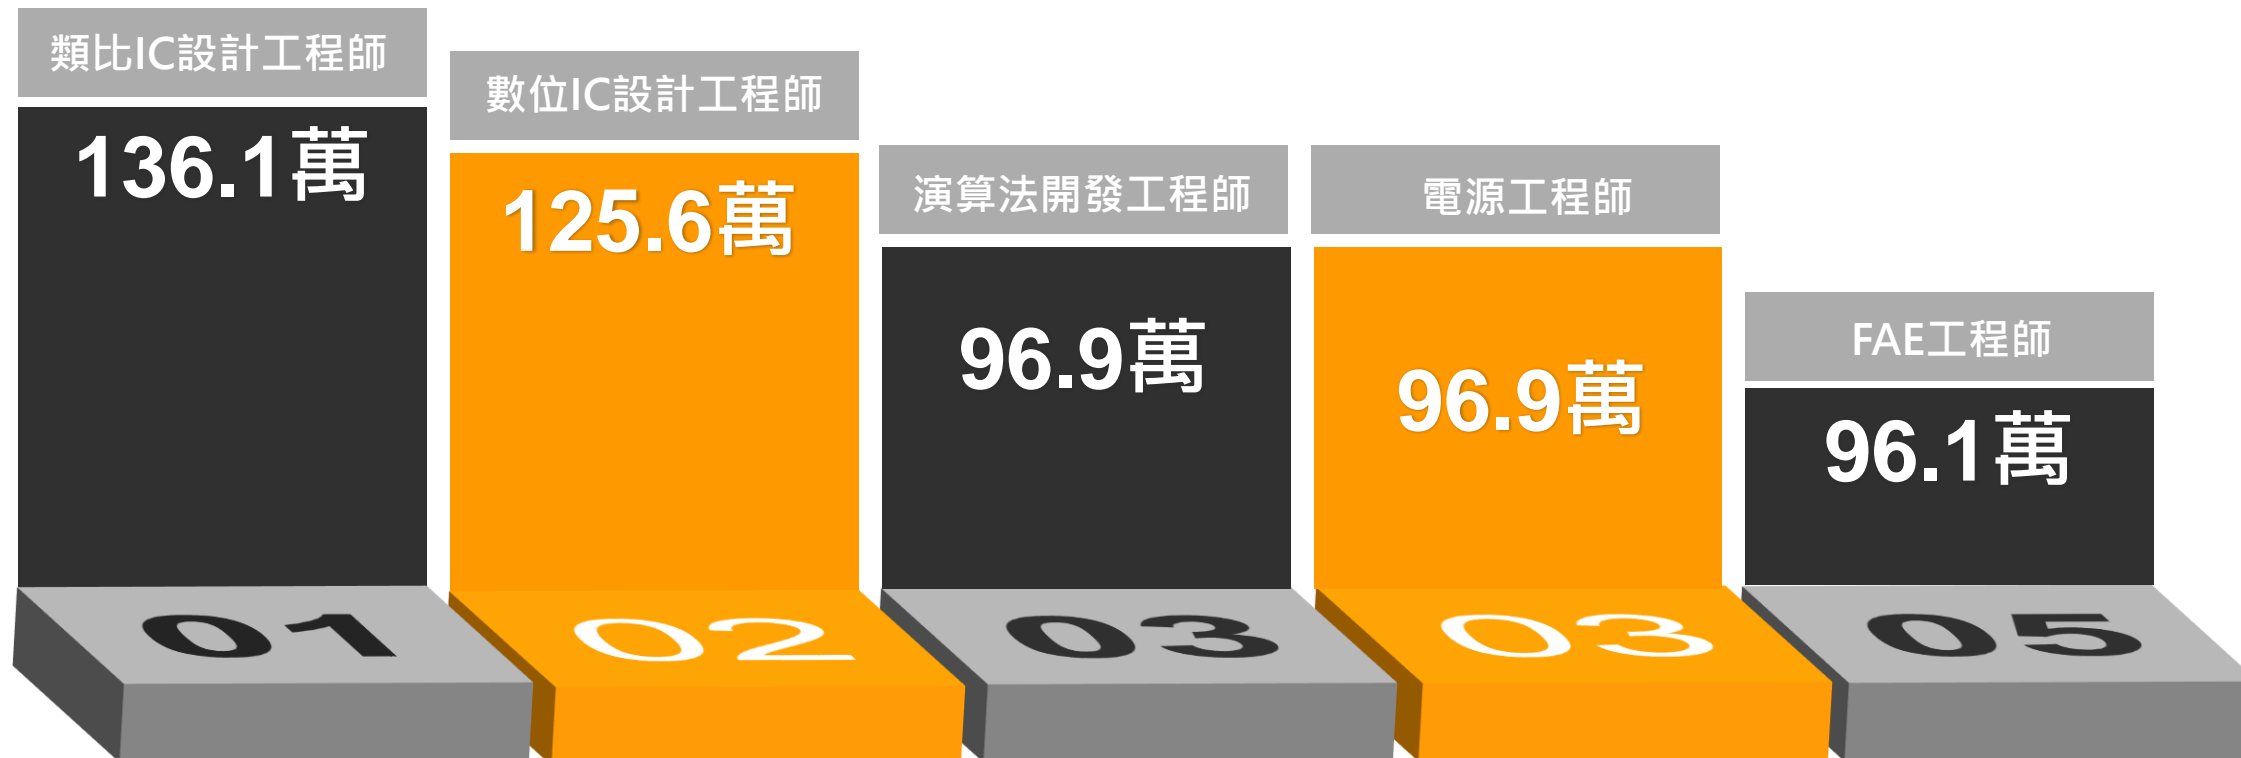 類比IC設計工程師
136.1萬
01
數位IC設計工程師
125.6萬
02
演算法開發工程師
96.9萬
03
電源工程師
96.9萬
03
FAE工程師
96.1萬
05